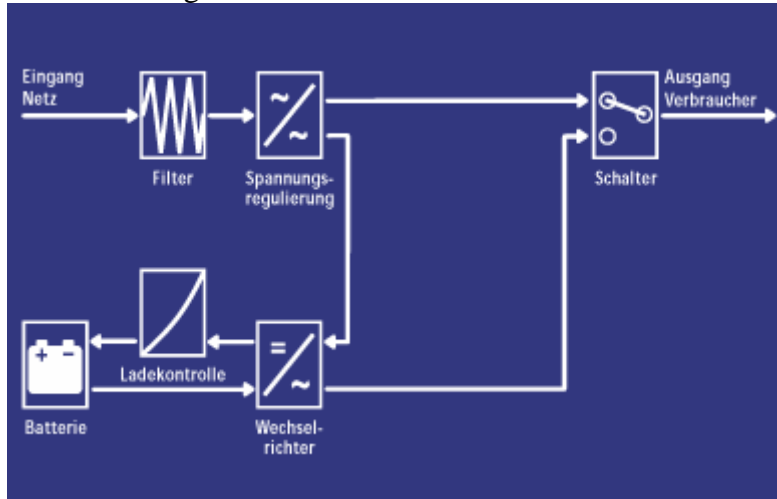 Eingang
Netz
Filter
Spannungs-
regulierung
Ausgang
Verbraucher
Schalter
Ladekontrolle
Batterie
Wechsel-
richter